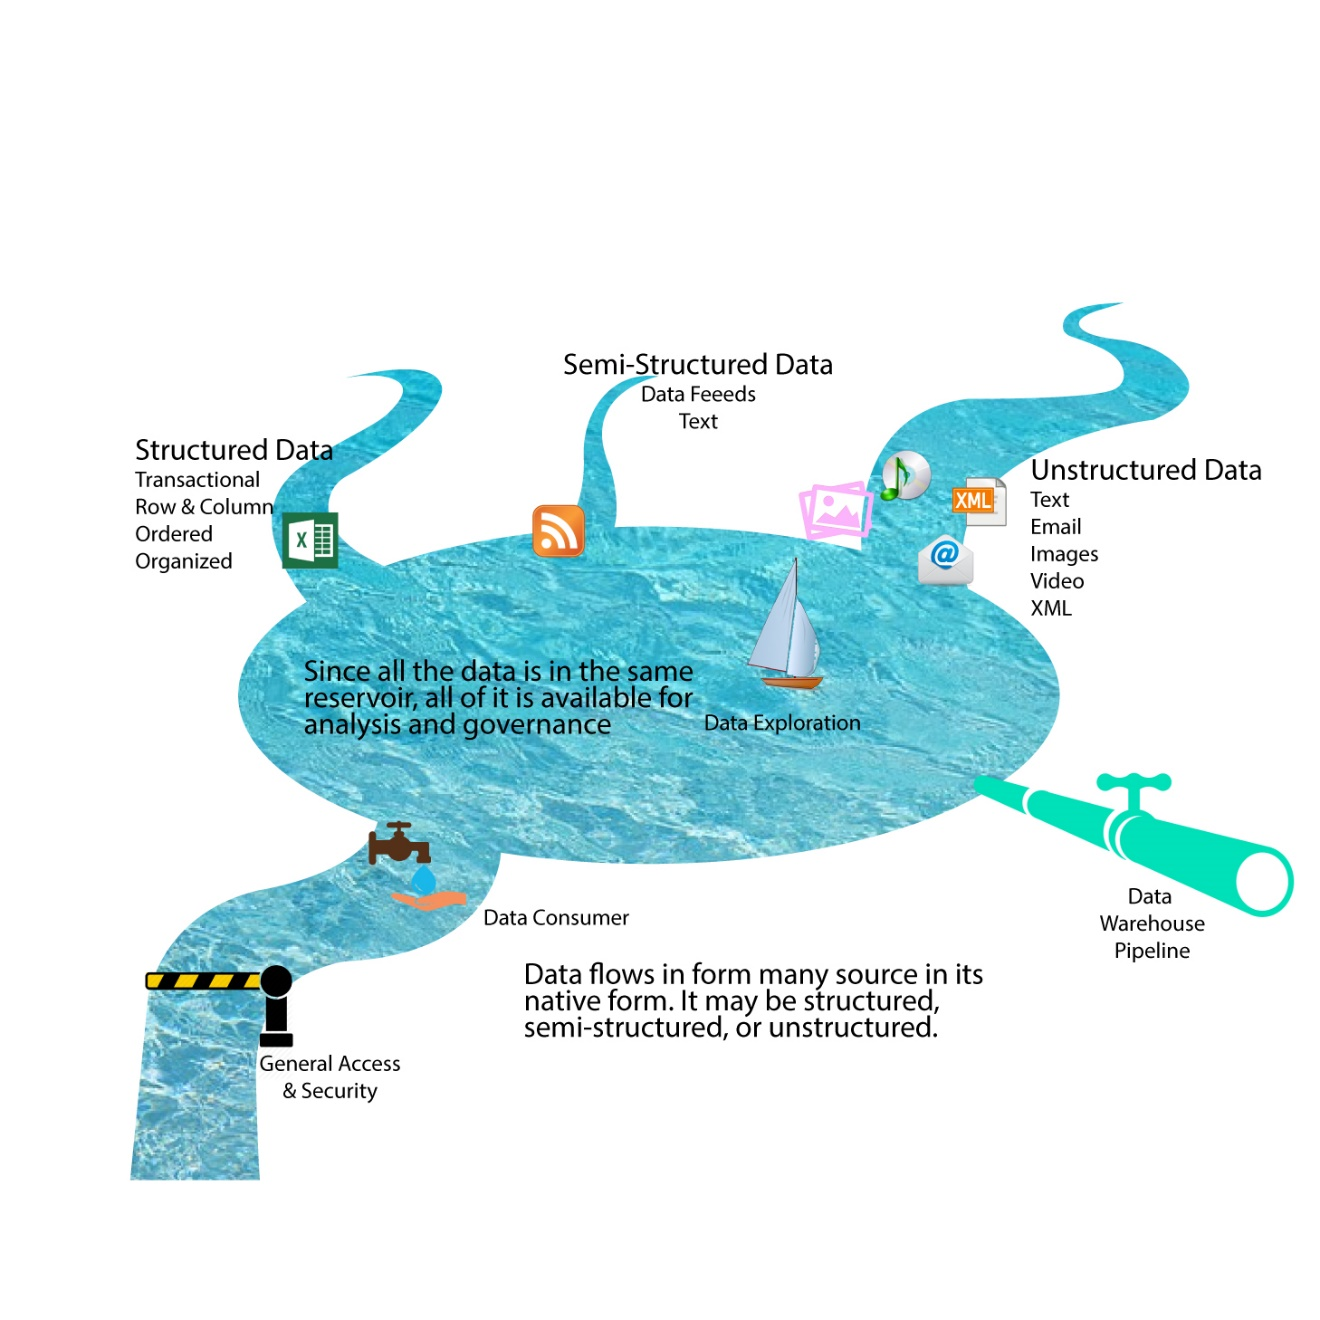 Semi-Structured Data
Data Feeeds
Text
Structured Data
Transactional
Row & Column
Ordered
Organized
X
Unstructured Data
Text
Email
Images
Video
XML
XML
@
Since all the data is in the same
reservoir, all of it is available for
analysis and governance
Data Exploration
Data
Warehouse
Pipeline
Data Consumer
Data flows in form many source in its
native form. It may be structured,
semi-structured, or unstructured.
General Access
& Security